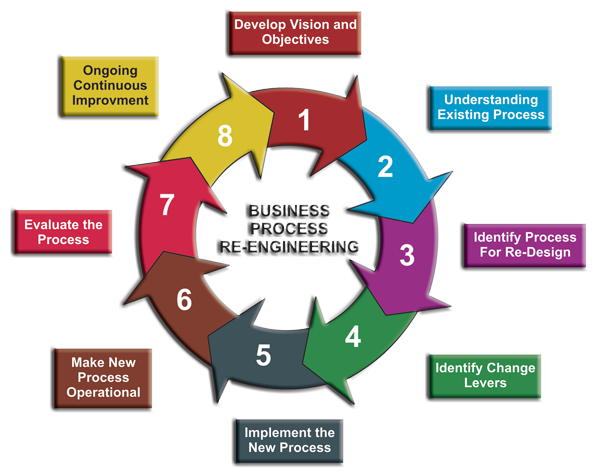 Develop Vision and
Objectives
Understanding
Existing Process
Identify Process
For Re-Design
Identify Change
Levers
Implement the
New Process
Make New
Process
Operational
Evaluate the
Process
Ongoing
Continuous
Improvment
1
2
3
4
5
6
7
8
BUSINESS
PROCESS
RE-ENGINEERING